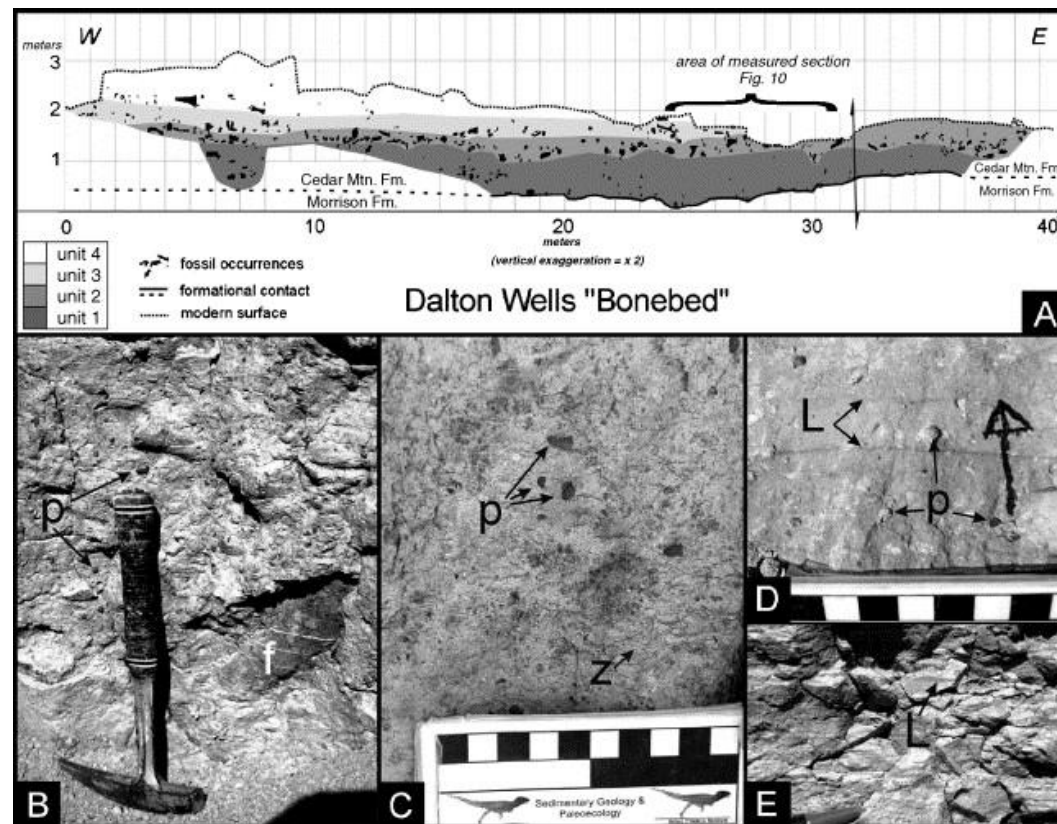 W
E
meters
3
2
1
area of measured section
Fig. 10
Cedar Mtn. Fm.
Morrison Fm.
Cedar Mtn. Fm.
Morrison Fm.
0
10
20
30
40
meters
(vertical exaggeration = x 2)
unit 4
unit 3
unit 2
unit 1
fossil occurrences
formational contact
modern surface
Dalton Wells "Bonebed"
A
p
f
B
p
z
Sedimentary Geology &
Paleoecology
C
L
p
D
L
E